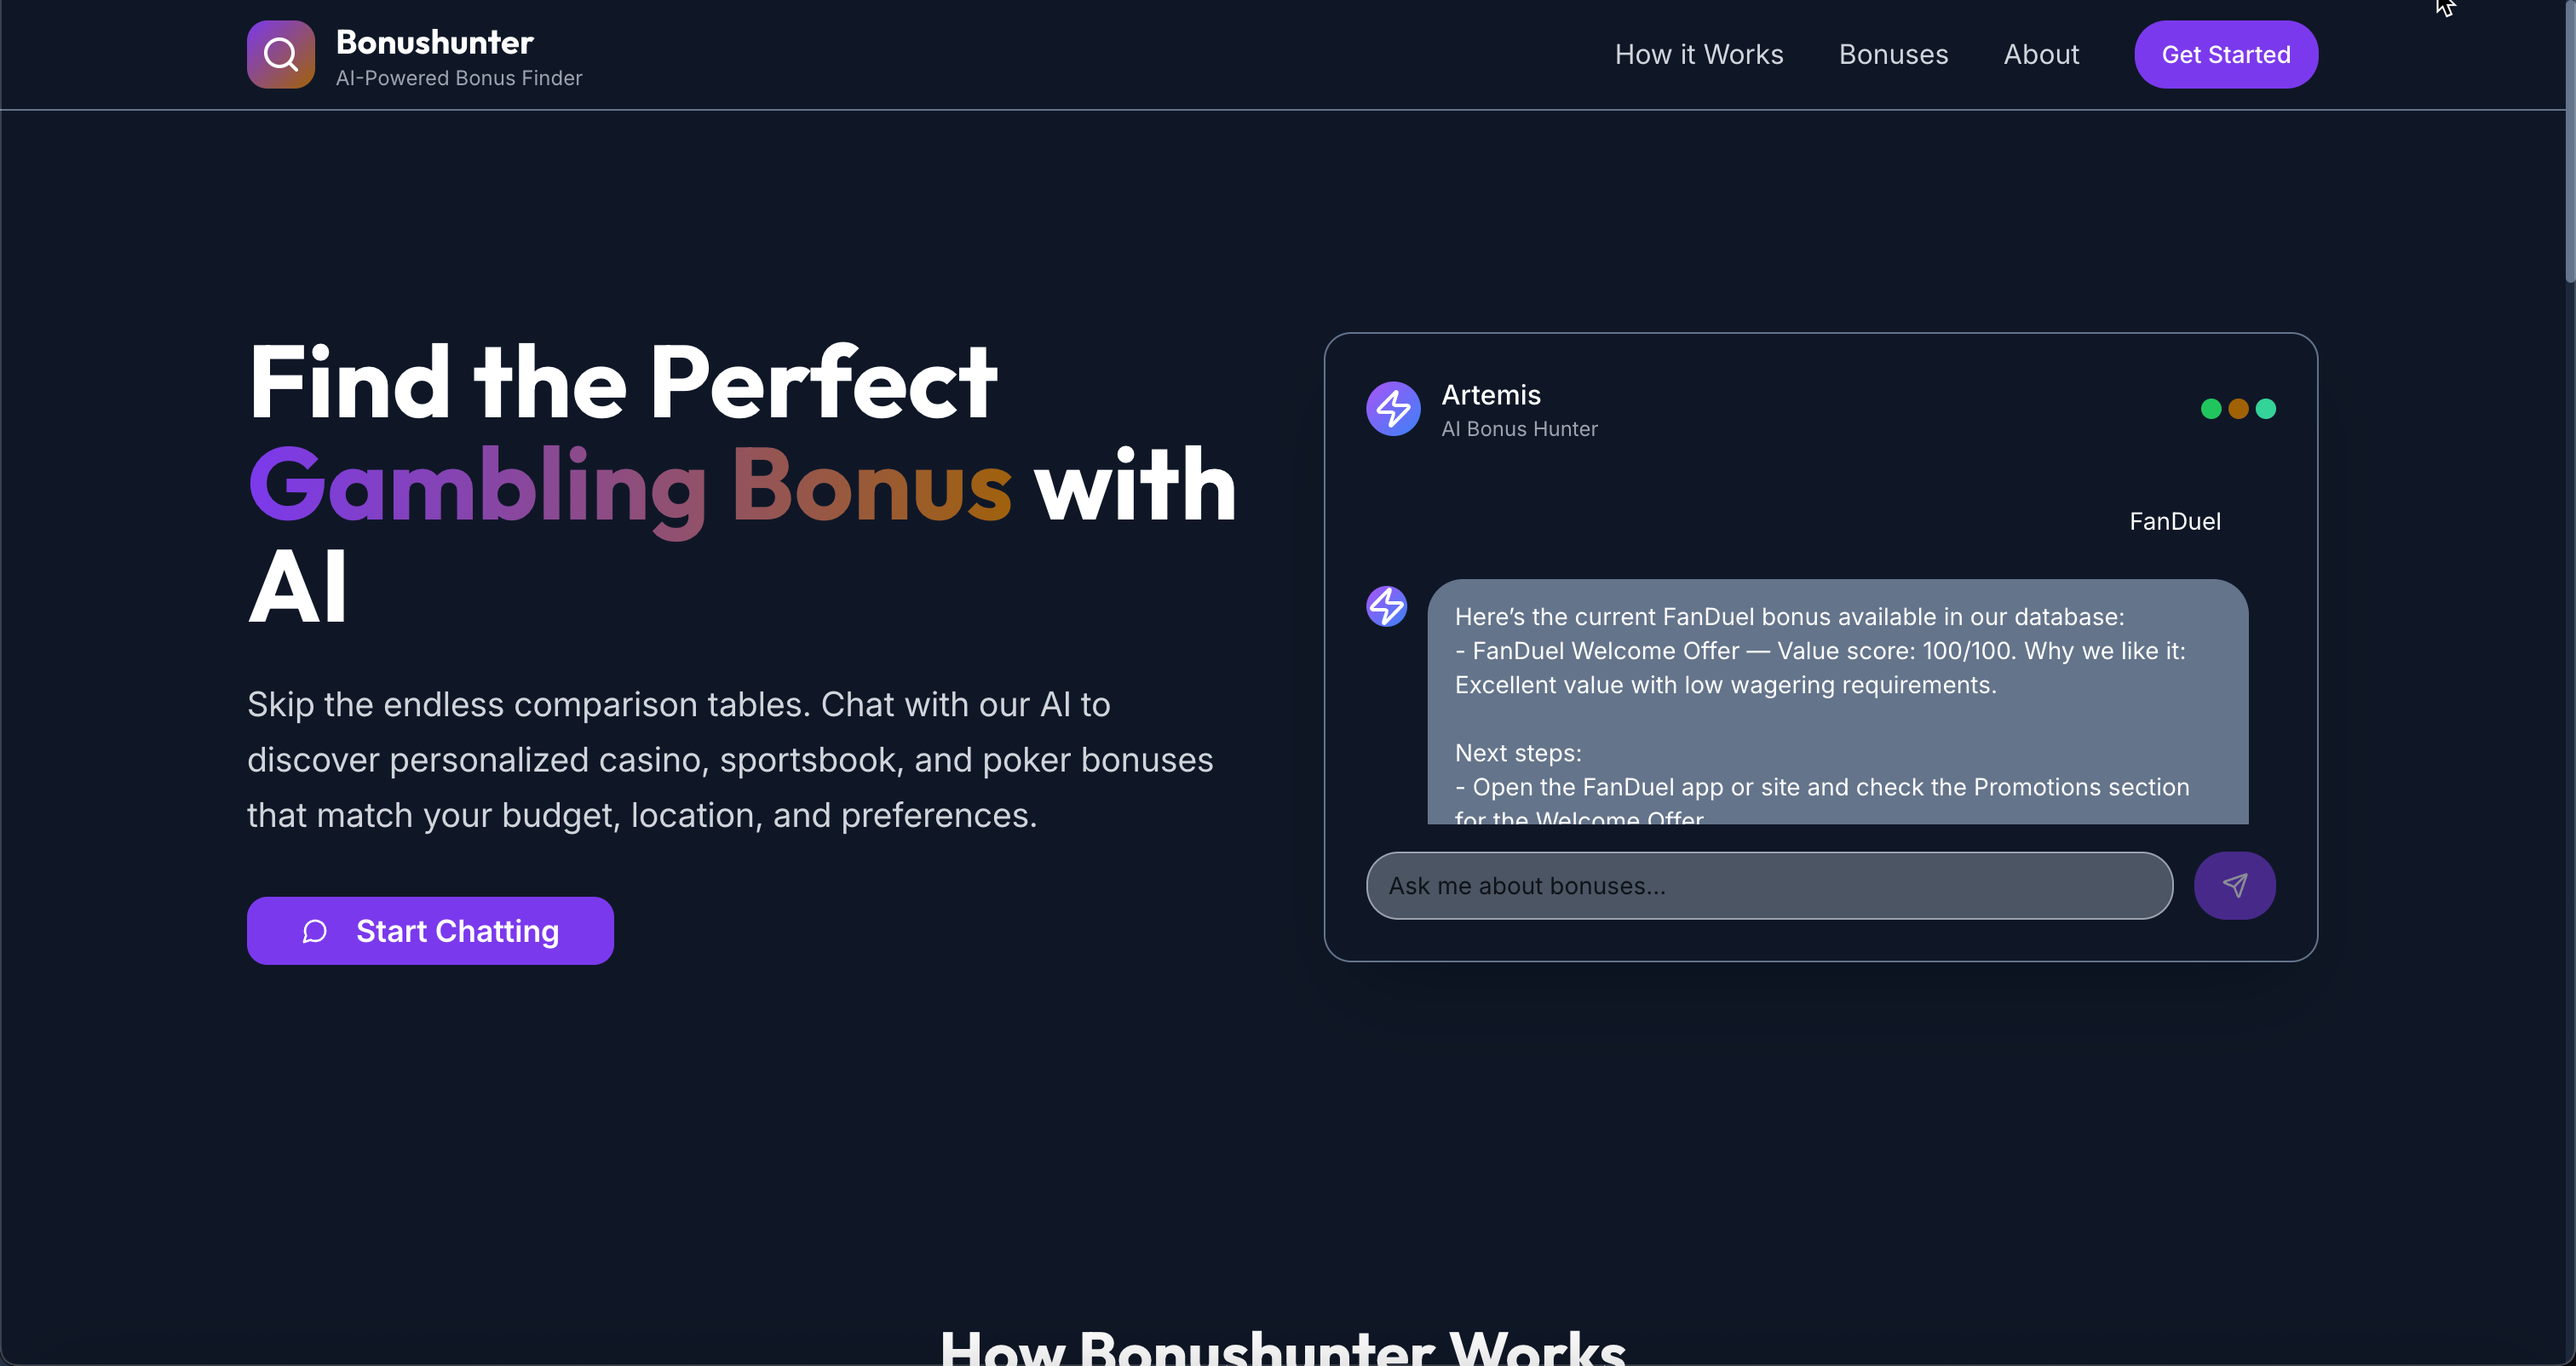 Bonushunter
AI-Powered Bonus Finder
How it Works
Bonuses
About
Get Started
Find the Perfect
Gambling Bonus with
AI
Skip the endless comparison tables. Chat with our AI to
discover personalized casino, sportsbook, and poker bonuses
that match your budget, location, and preferences.
Start Chatting
Artemis
AI Bonus Hunter
FanDuel
Here’s the current FanDuel bonus available in our database:
- FanDuel Welcome Offer — Value score: 100/100. Why we like it:
Excellent value with low wagering requirements.
Next steps:
- Open the FanDuel app or site and check the Promotions section
for the Welcome Offer
Ask me about bonuses...
How Bonushunter Works